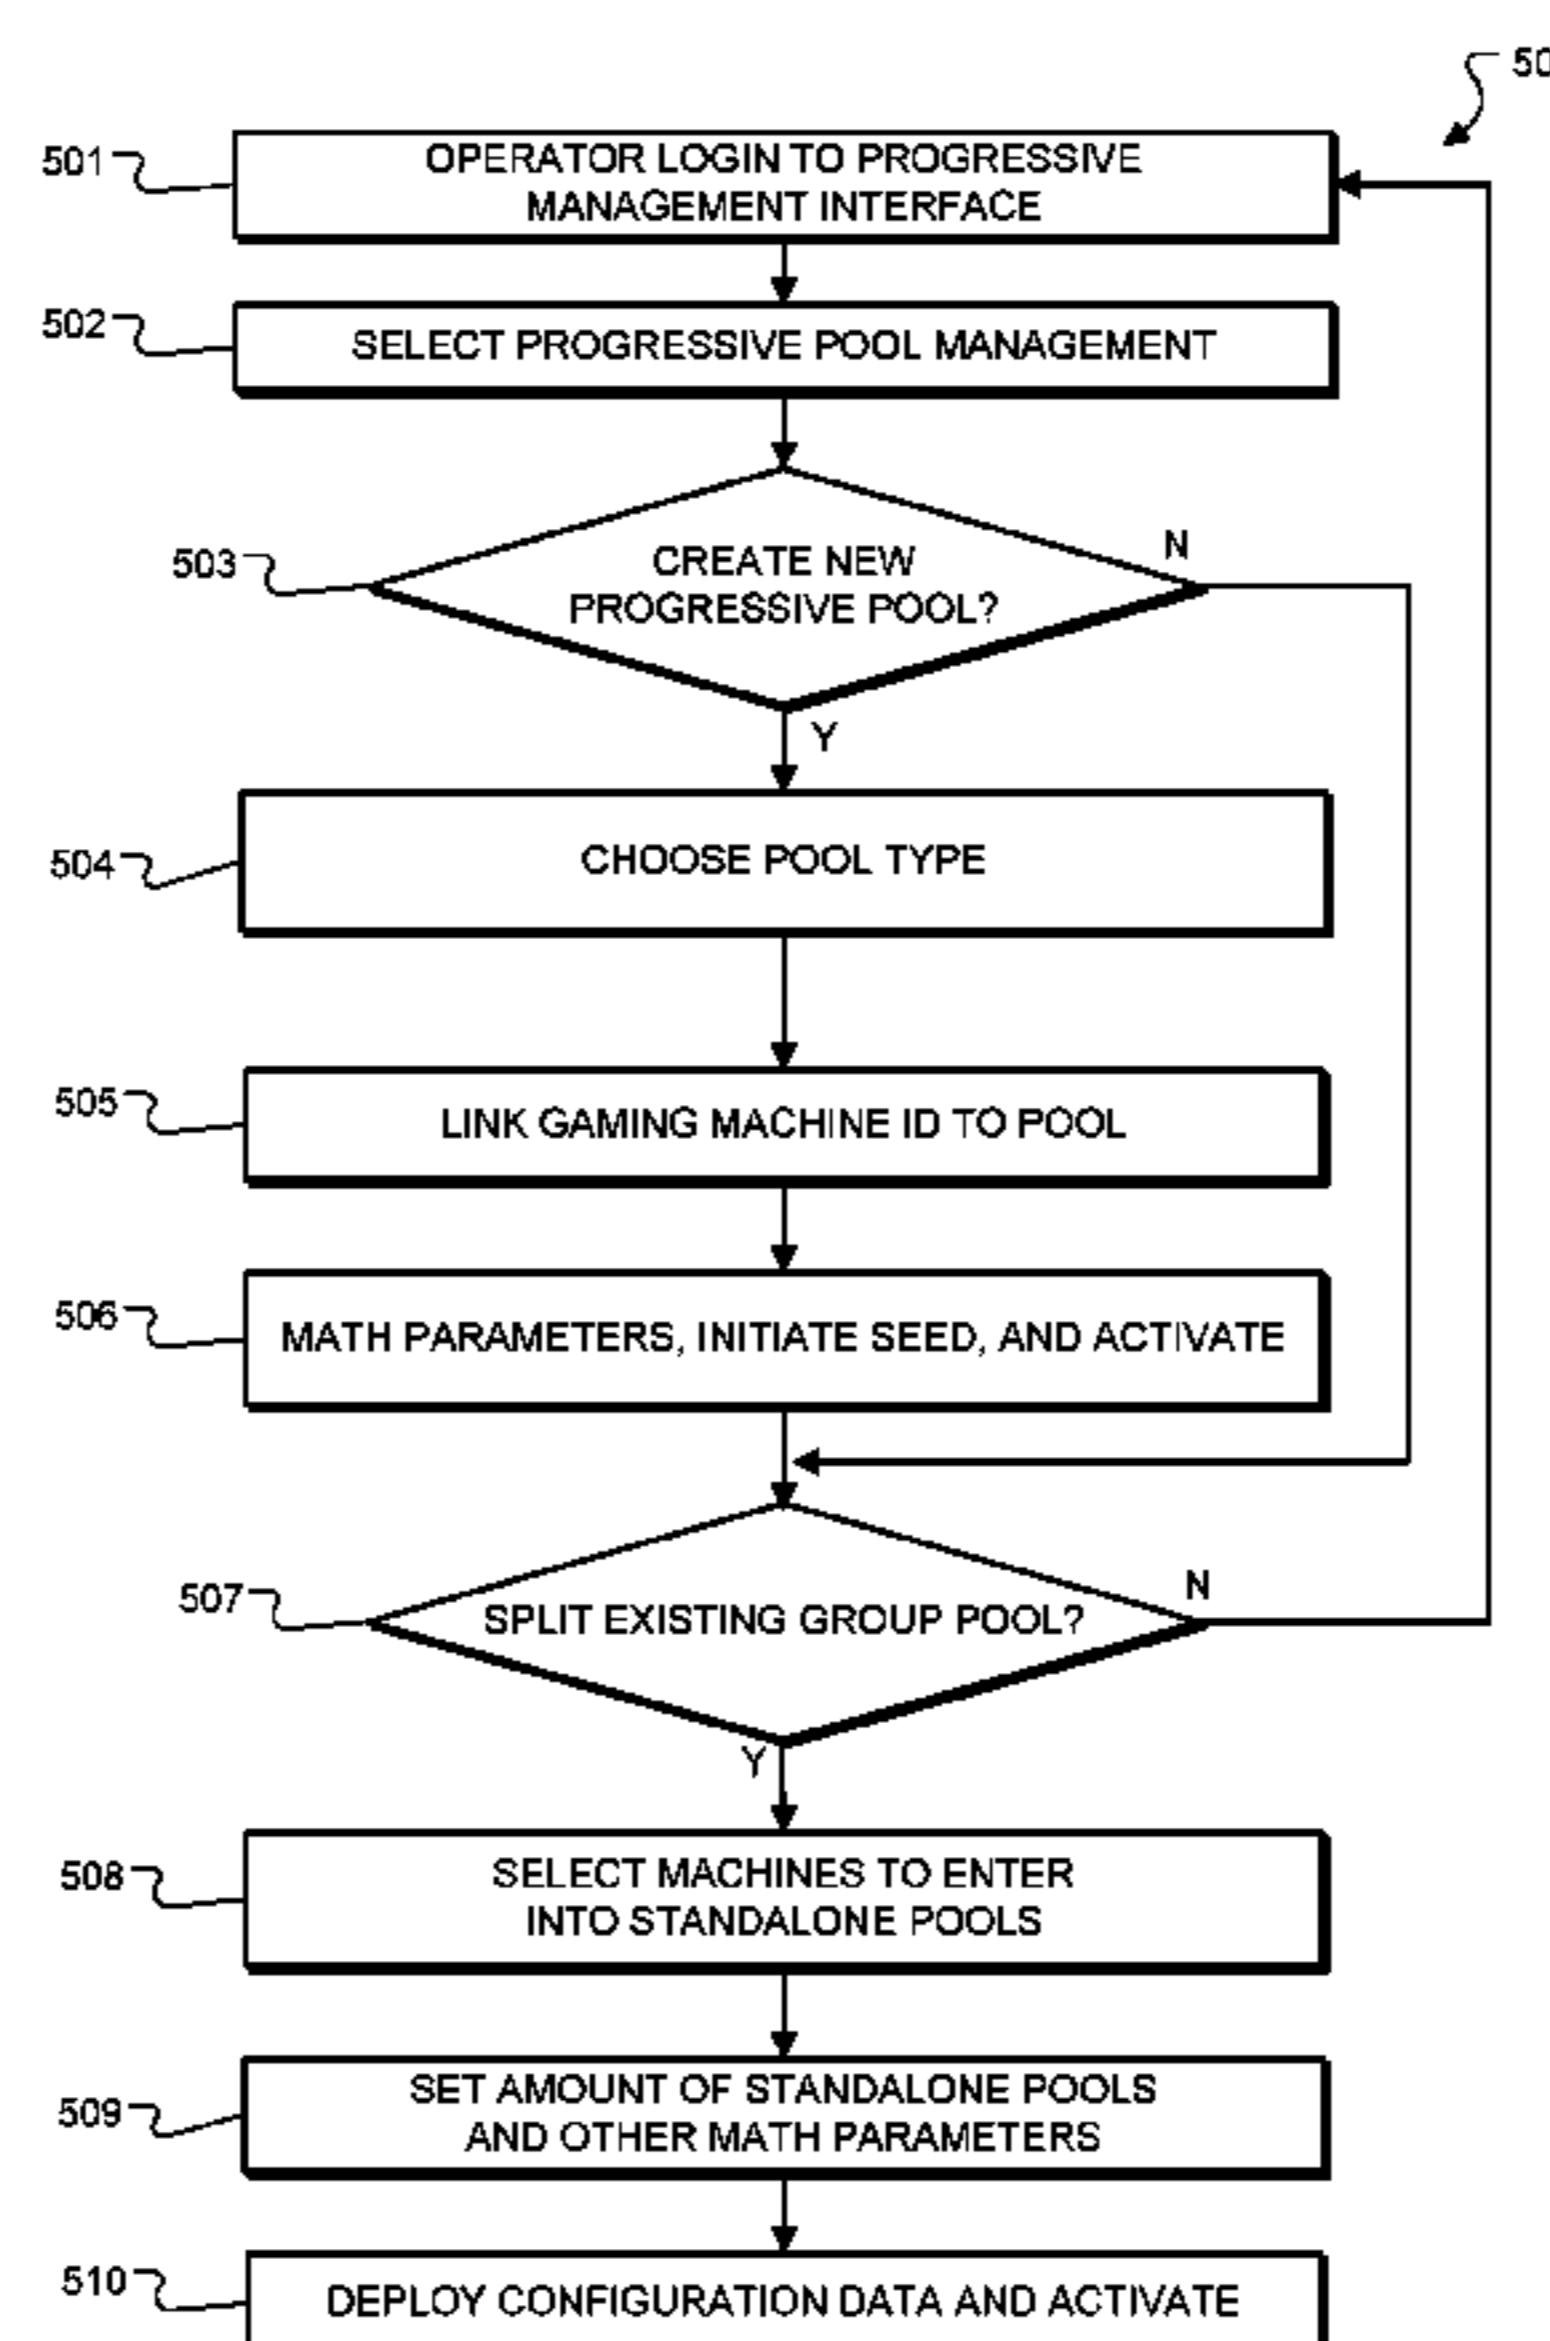 50
501
OPERATOR LOGIN TO PROGRESSIVE
MANAGEMENT INTERFACE
502
SELECT PROGRESSIVE POOL MANAGEMENT
503
CREATE NEW
PROGRESSIVE POOL?
N
Y
504
CHOOSE POOL TYPE
505
LINK GAMING MACHINE ID TO POOL
506
MATH PARAMETERS, INITIATE SEED, AND ACTIVATE
507
SPLIT EXISTING GROUP POOL?
N
Y
508
SELECT MACHINES TO ENTER
INTO STANDALONE POOLS
509
SET AMOUNT OF STANDALONE POOLS
AND OTHER MATH PARAMETERS
510
DEPLOY CONFIGURATION DATA AND ACTIVATE